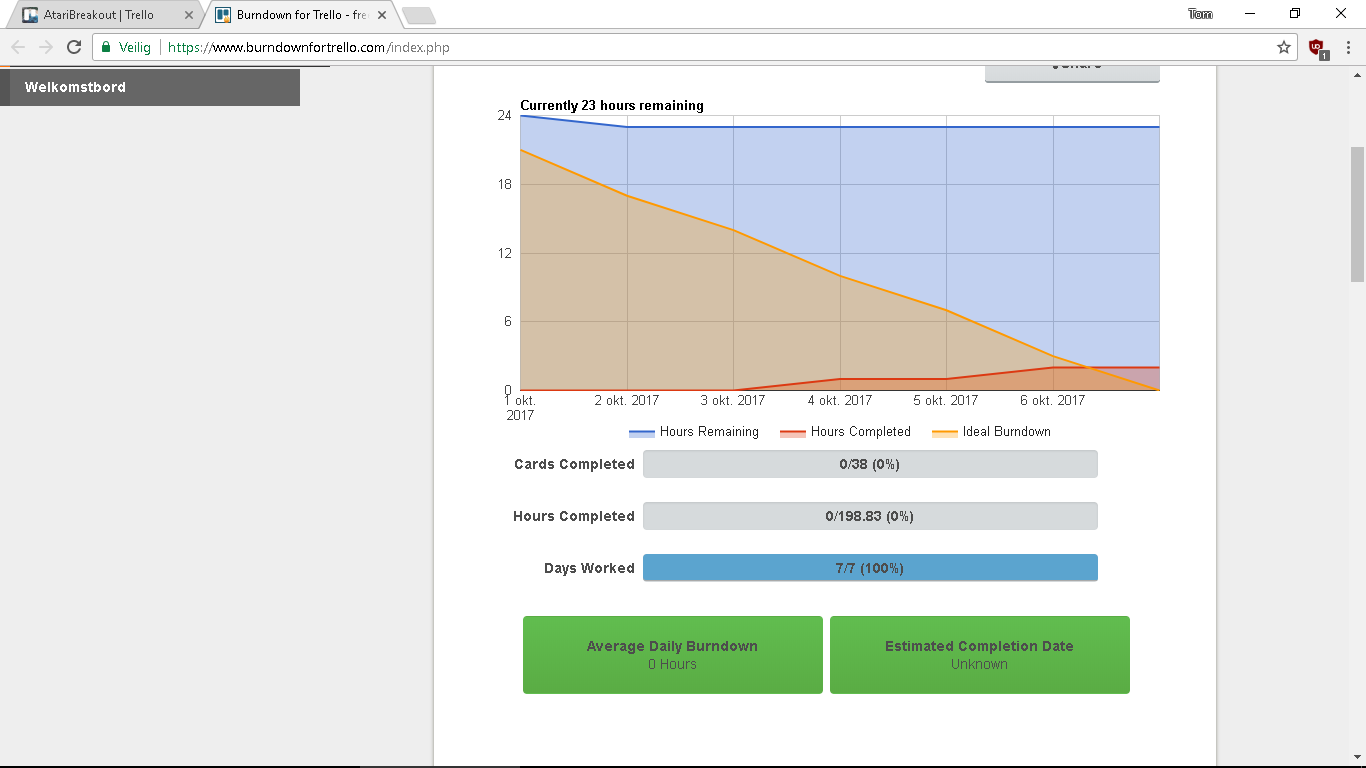 AtariBreakout | Trello
Burndown for Trello - fre
Tom
Veilig
https://www.burndownfortrello.com/index.php
1
Welkomstbord
Share
Currently 23 hours remaining
24
18
12
6
0
1 okt.
2017
2 okt. 2017
3 okt. 2017
4 okt. 2017
5 okt. 2017
6 okt. 2017
Hours Remaining
Hours Completed
Ideal Burndown
Cards Completed
0/38 (0%)
Hours Completed
0/198.83 (0%)
Days Worked
7/7 (100%)
Average Daily Burndown
0 Hours
Estimated Completion Date
Unknown